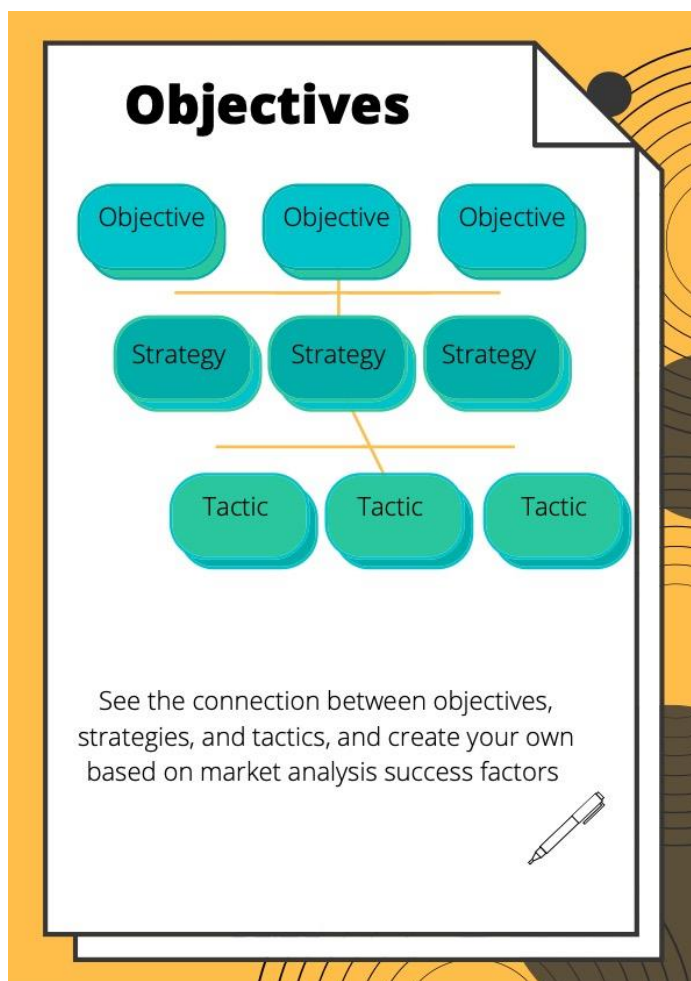 Objectives
Objective Objective Objective
Strategy Strategy Strategy
Tactic Tactic Tactic
See the connection between objectives,
strategies, and tactics, and create your own
based on market analysis success factors